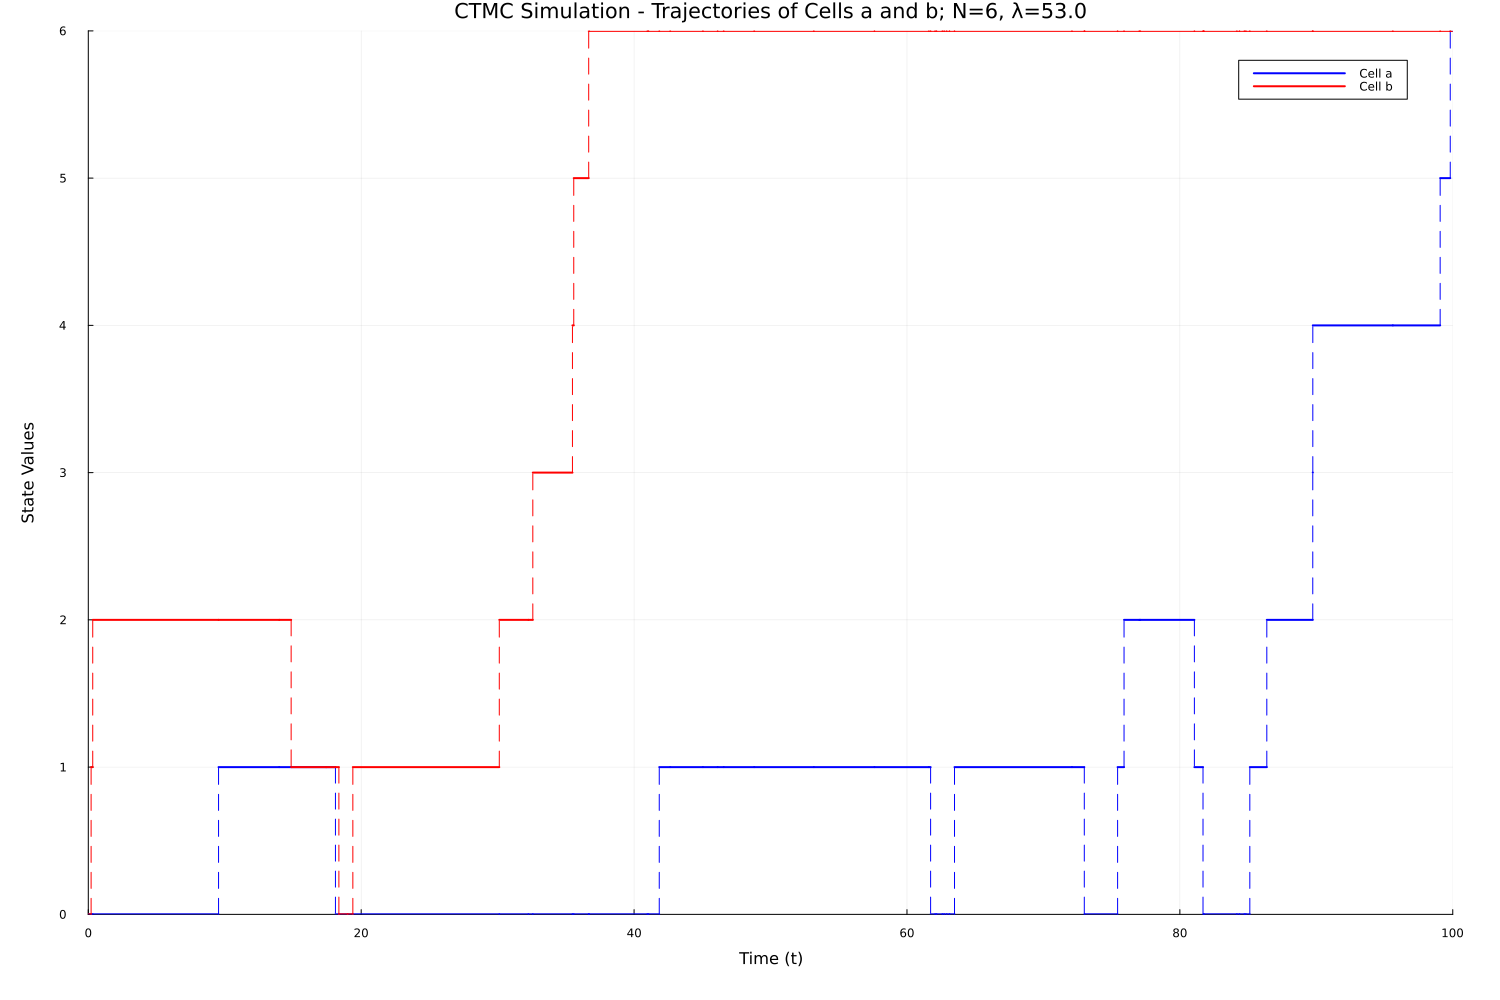 CTMC Simulation - Trajectories of Cells a and b; N=6, λ=53.0
6
Cell a
Cell b
5
4
State Values
3
2
1
0
0 20 40 60 80 100
Time (t)